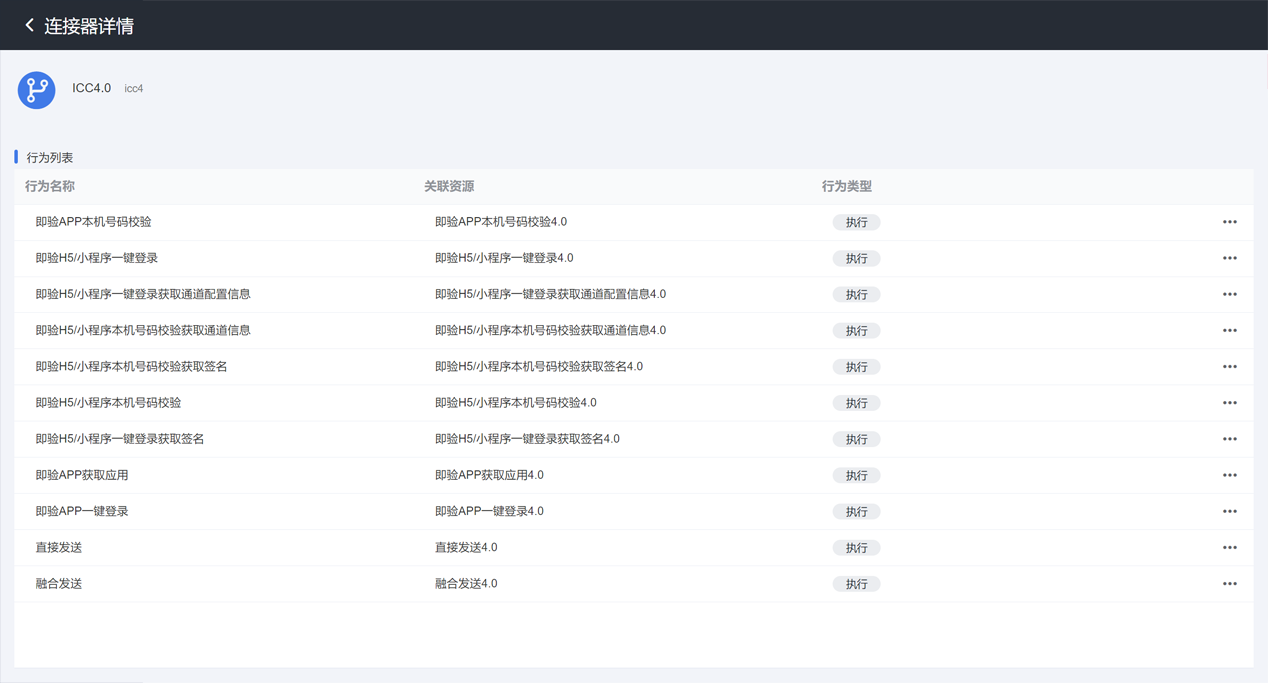 连接器详情
ICC4.0 icc4
行为列表
行为名称 关联资源 行为类型
即验APP本机号码校验 即验APP本机号码校验4.0 执行
即验H5/小程序一键登录 即验H5/小程序一键登录4.0 执行
即验H5/小程序一键登录获取通道配置信息 即验H5/小程序一键登录获取通道配置信息4.0 执行
即验H5/小程序本机号码校验获取通道信息 即验H5/小程序本机号码校验获取通道信息4.0 执行
即验H5/小程序本机号码校验获取签名 即验H5/小程序本机号码校验获取签名4.0 执行
即验H5/小程序本机号码校验 即验H5/小程序本机号码校验4.0 执行
即验H5/小程序一键登录获取签名 即验H5/小程序一键登录获取签名4.0 执行
即验APP获取应用 即验APP获取应用4.0 执行
即验APP一键登录 即验APP一键登录4.0 执行
直接发送 直接发送4.0 执行
融合发送 融合发送4.0 执行